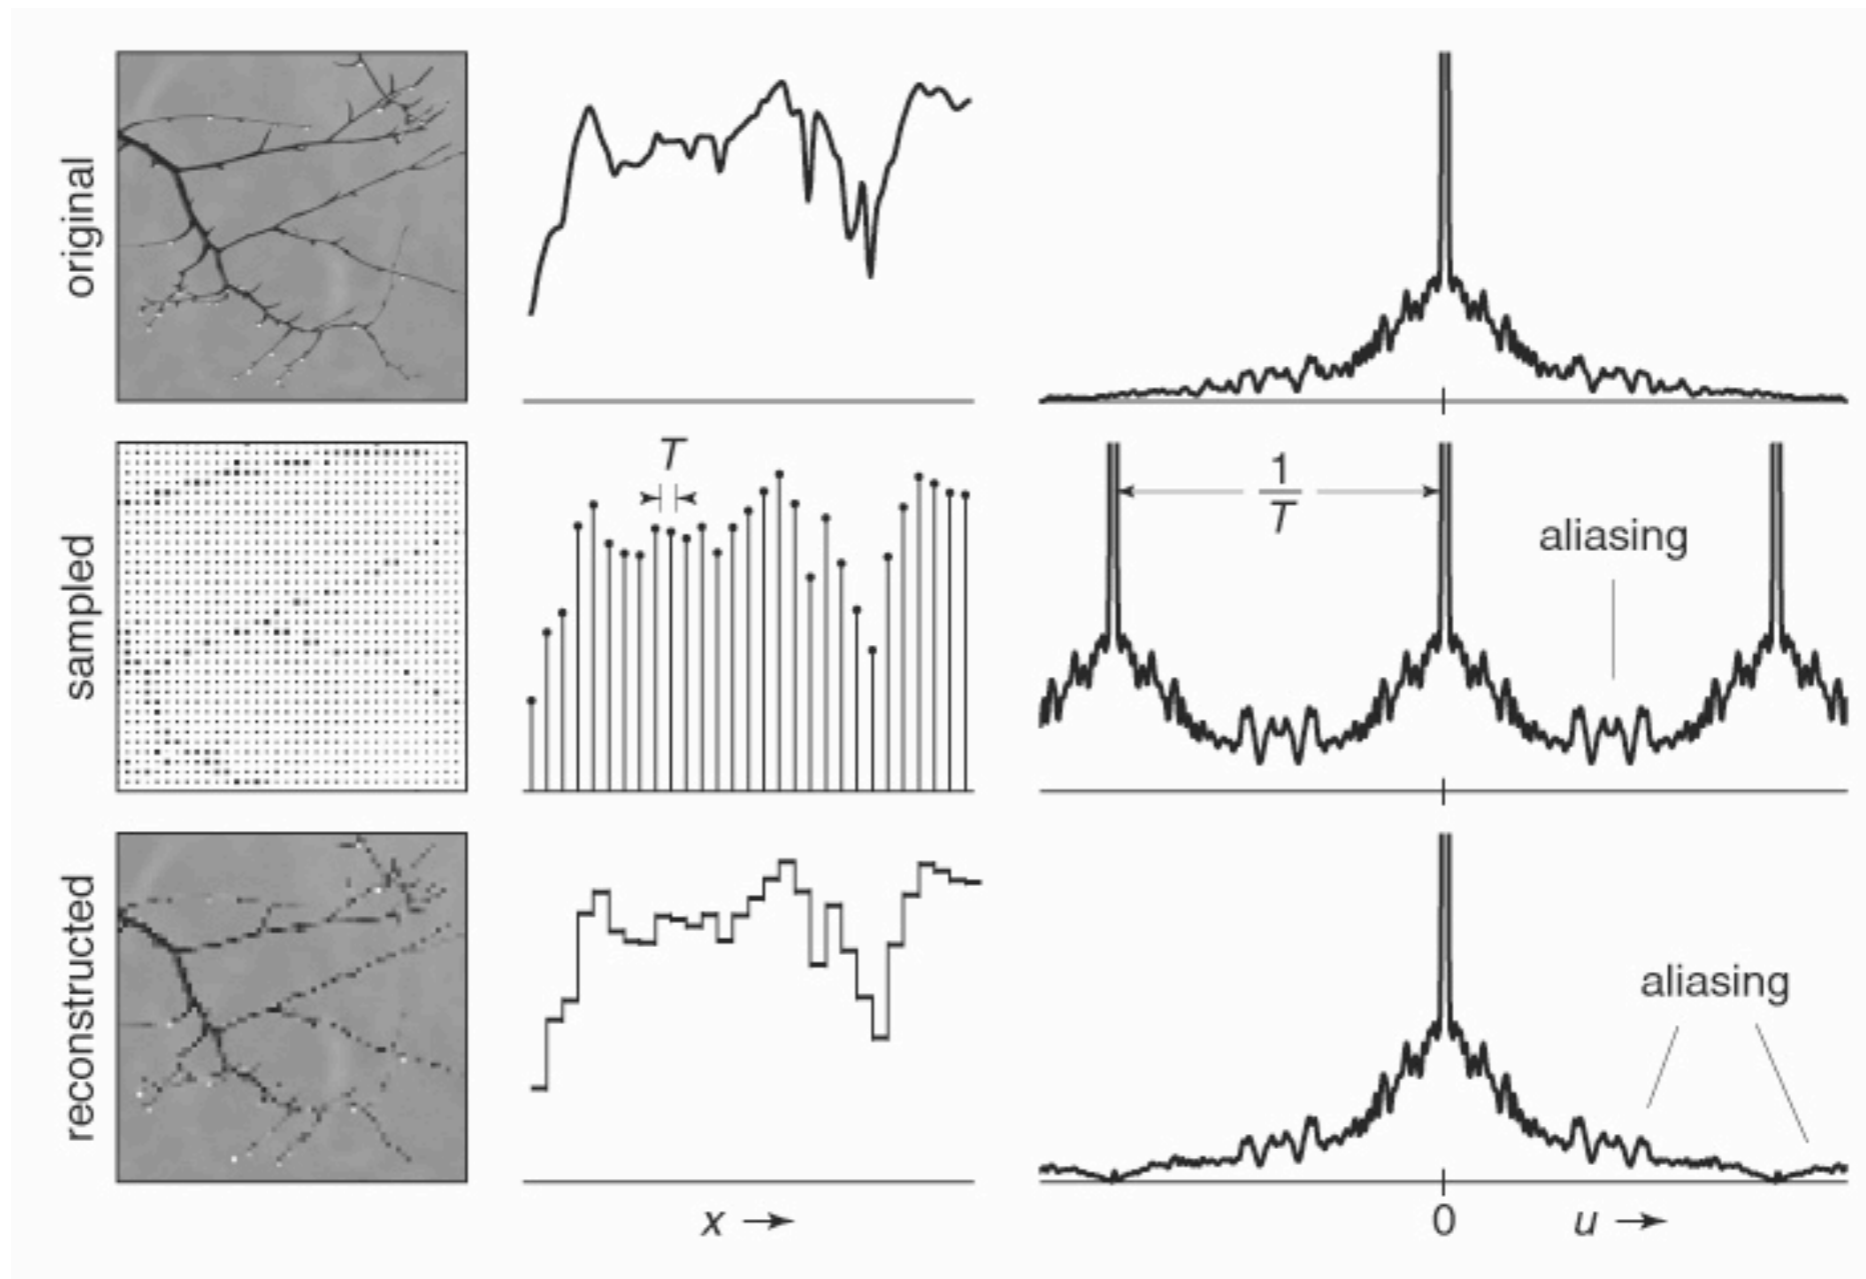 original
sampled
T
1
T
aliasing
reconstructed
aliasing
x
0
u